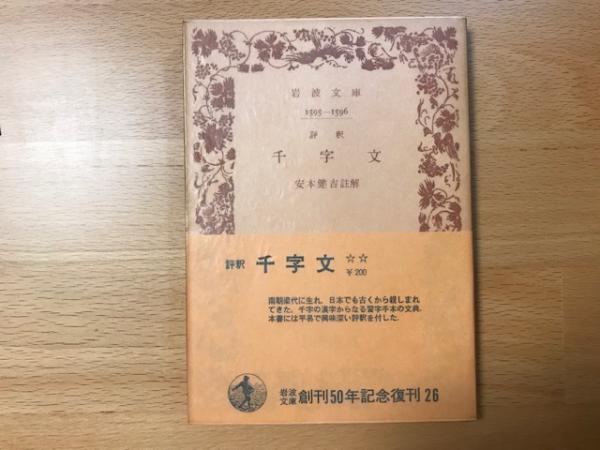 岩波文庫
1595—1596
評釈
千字文
安本健吉註解
評釈 千字文 ☆☆
￥200
南朝梁代に生れ、日本でも古くから親しまれ
てきた、千字の漢字からなる習字手本の文典.
本書には平易で興味深い評釈を付した.
岩波
文庫 創刊50年記念復刊 26